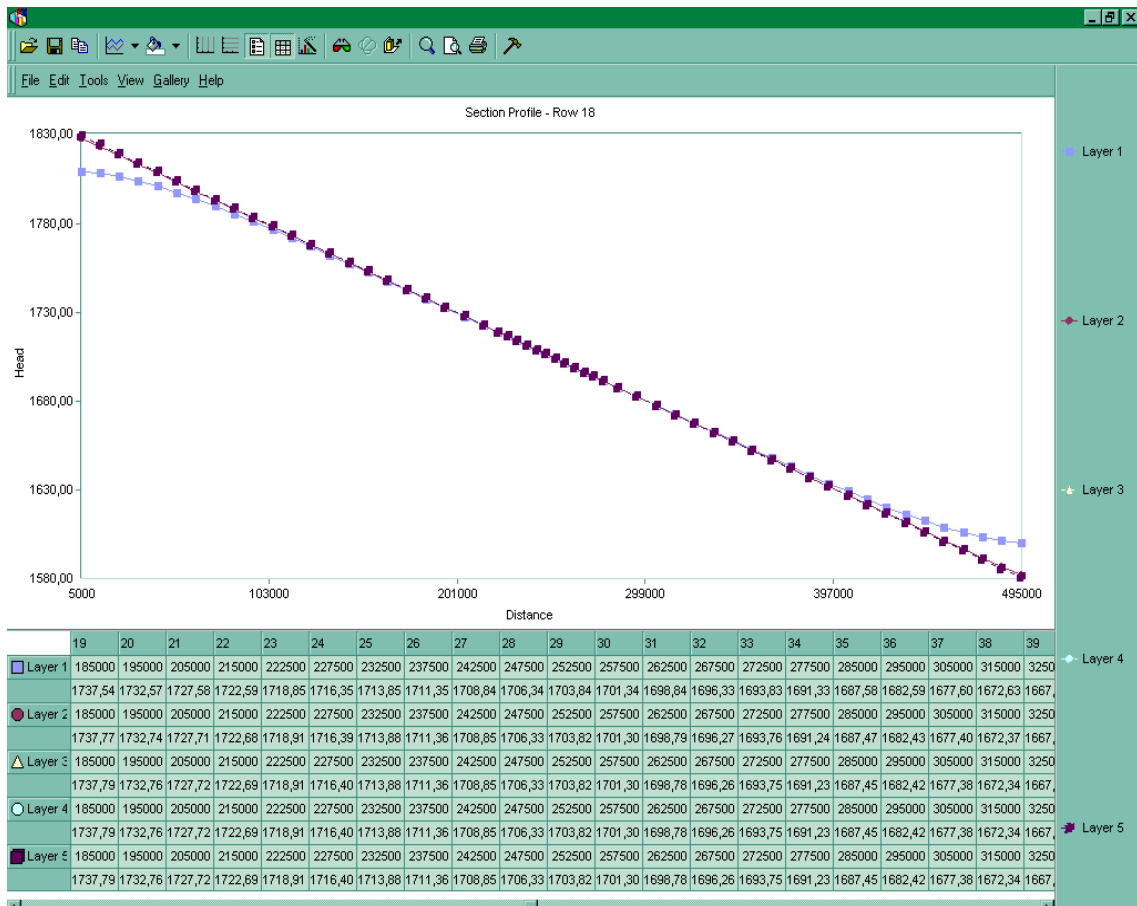 File Edit Tools View Gallery Help
Section Profile - Row 18
1830,00
1780,00
1730,00
1680,00
1630,00
1580,00
Head
5000 103000 201000 299000 397000 495000
Distance
Layer 1
Layer 2
Layer 3
Layer 4
Layer 5
19 20 21 22 23 24 25 26 27 28 29 30 31 32 33 34 35 36 37 38 39
Layer 1 185000 195000 205000 215000 222500 227500 232500 237500 242500 247500 252500 257500 262500 267500 272500 277500 285000 295000 305000 315000 3250
1737,54 1732,57 1727,58 1722,59 1718,85 1716,35 1713,85 1711,35 1708,84 1706,34 1703,84 1701,34 1698,84 1696,33 1693,83 1691,33 1687,58 1682,59 1677,60 1672,63 1667,
Layer 2 185000 195000 205000 215000 222500 227500 232500 237500 242500 247500 252500 257500 262500 267500 272500 277500 285000 295000 305000 315000 3250
1737,77 1732,74 1727,71 1722,68 1718,91 1716,39 1713,88 1711,36 1708,85 1706,33 1703,82 1701,30 1698,79 1696,27 1693,76 1691,24 1687,47 1682,43 1677,40 1672,37 1667,
Layer 3 185000 195000 205000 215000 222500 227500 232500 237500 242500 247500 252500 257500 262500 267500 272500 277500 285000 295000 305000 315000 3250
1737,79 1732,76 1727,72 1722,69 1718,91 1716,40 1713,88 1711,36 1708,85 1706,33 1703,82 1701,30 1698,78 1696,26 1693,75 1691,23 1687,45 1682,42 1677,38 1672,34 1667,
Layer 4 185000 195000 205000 215000 222500 227500 232500 237500 242500 247500 252500 257500 262500 267500 272500 277500 285000 295000 305000 315000 3250
1737,79 1732,76 1727,72 1722,69 1718,91 1716,40 1713,88 1711,36 1708,85 1706,33 1703,82 1701,30 1698,78 1696,26 1693,75 1691,23 1687,45 1682,42 1677,38 1672,34 1667,
Layer 5 185000 195000 205000 215000 222500 227500 232500 237500 242500 247500 252500 257500 262500 267500 272500 277500 285000 295000 305000 315000 3250
1737,79 1732,76 1727,72 1722,69 1718,91 1716,40 1713,88 1711,36 1708,85 1706,33 1703,82 1701,30 1698,78 1696,26 1693,75 1691,23 1687,45 1682,42 1677,38 1672,34 1667,